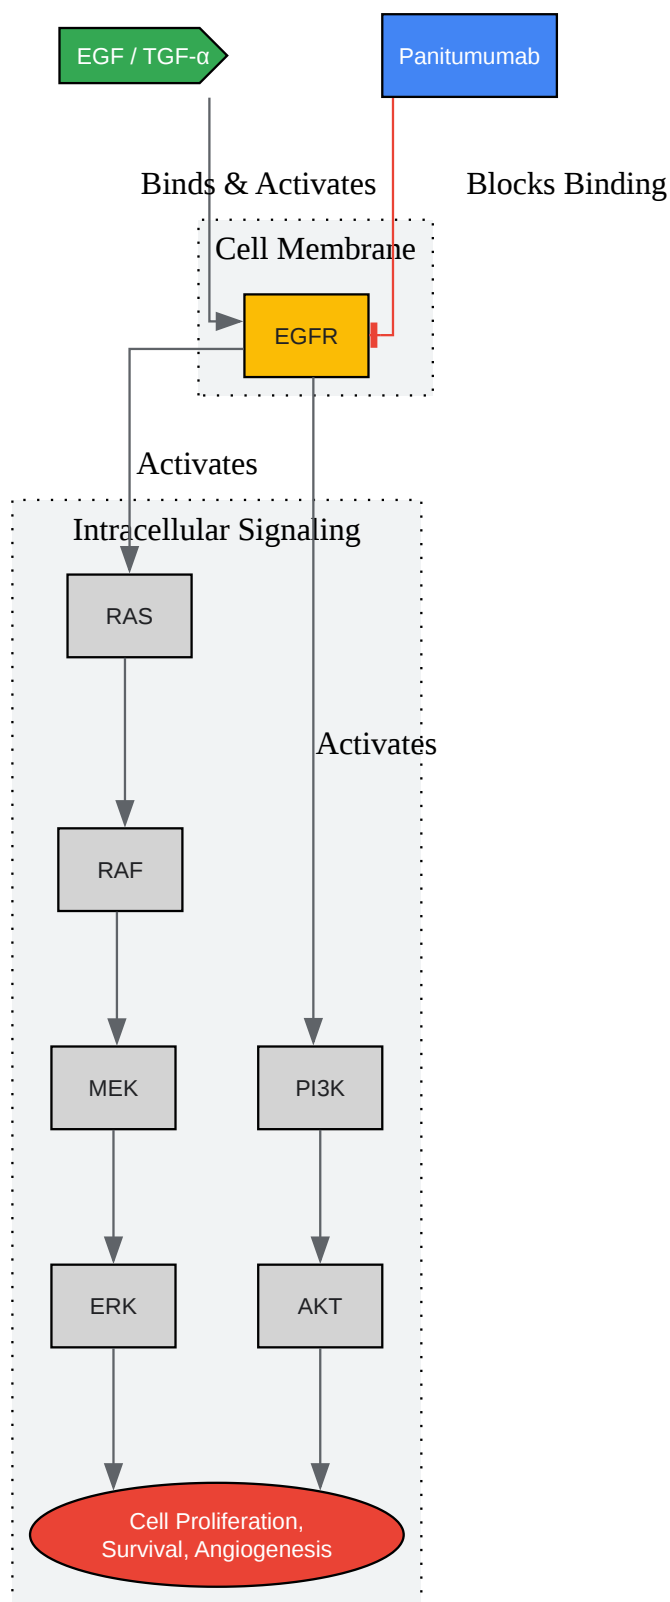 EGF / TGF-α
Panitumumab
Binds & Activates
Blocks Binding
Cell Membrane
EGFR
Activates
Intracellular Signaling
RAS
Activates
RAF
MEK
PI3K
ERK
AKT
Cell Proliferation,
Survival, Angiogenesis